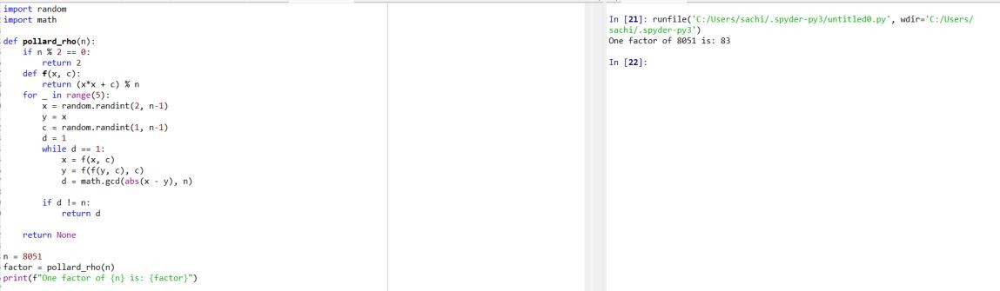 import random
import math
def pollard_rho(n):
    if n % 2 == 0:
        return 2
    def f(x, c):
        return (x*x + c) % n
    for _ in range(5):
        x = random.randint(2, n-1)
        y = x
        c = random.randint(1, n-1)
        d = 1
        while d == 1:
            x = f(x, c)
            y = f(f(y, c), c)
            d = math.gcd(abs(x - y), n)
        if d != n:
            return d
    return None
n = 8051
factor = pollard_rho(n)
print(f"One factor of {n} is: {factor}")
In [21]: runfile('C:/Users/sachi/.spyder-py3/untitled0.py', wdir='C:/Users/
sachi/.spyder-py3')
One factor of 8051 is: 83
In [22]: